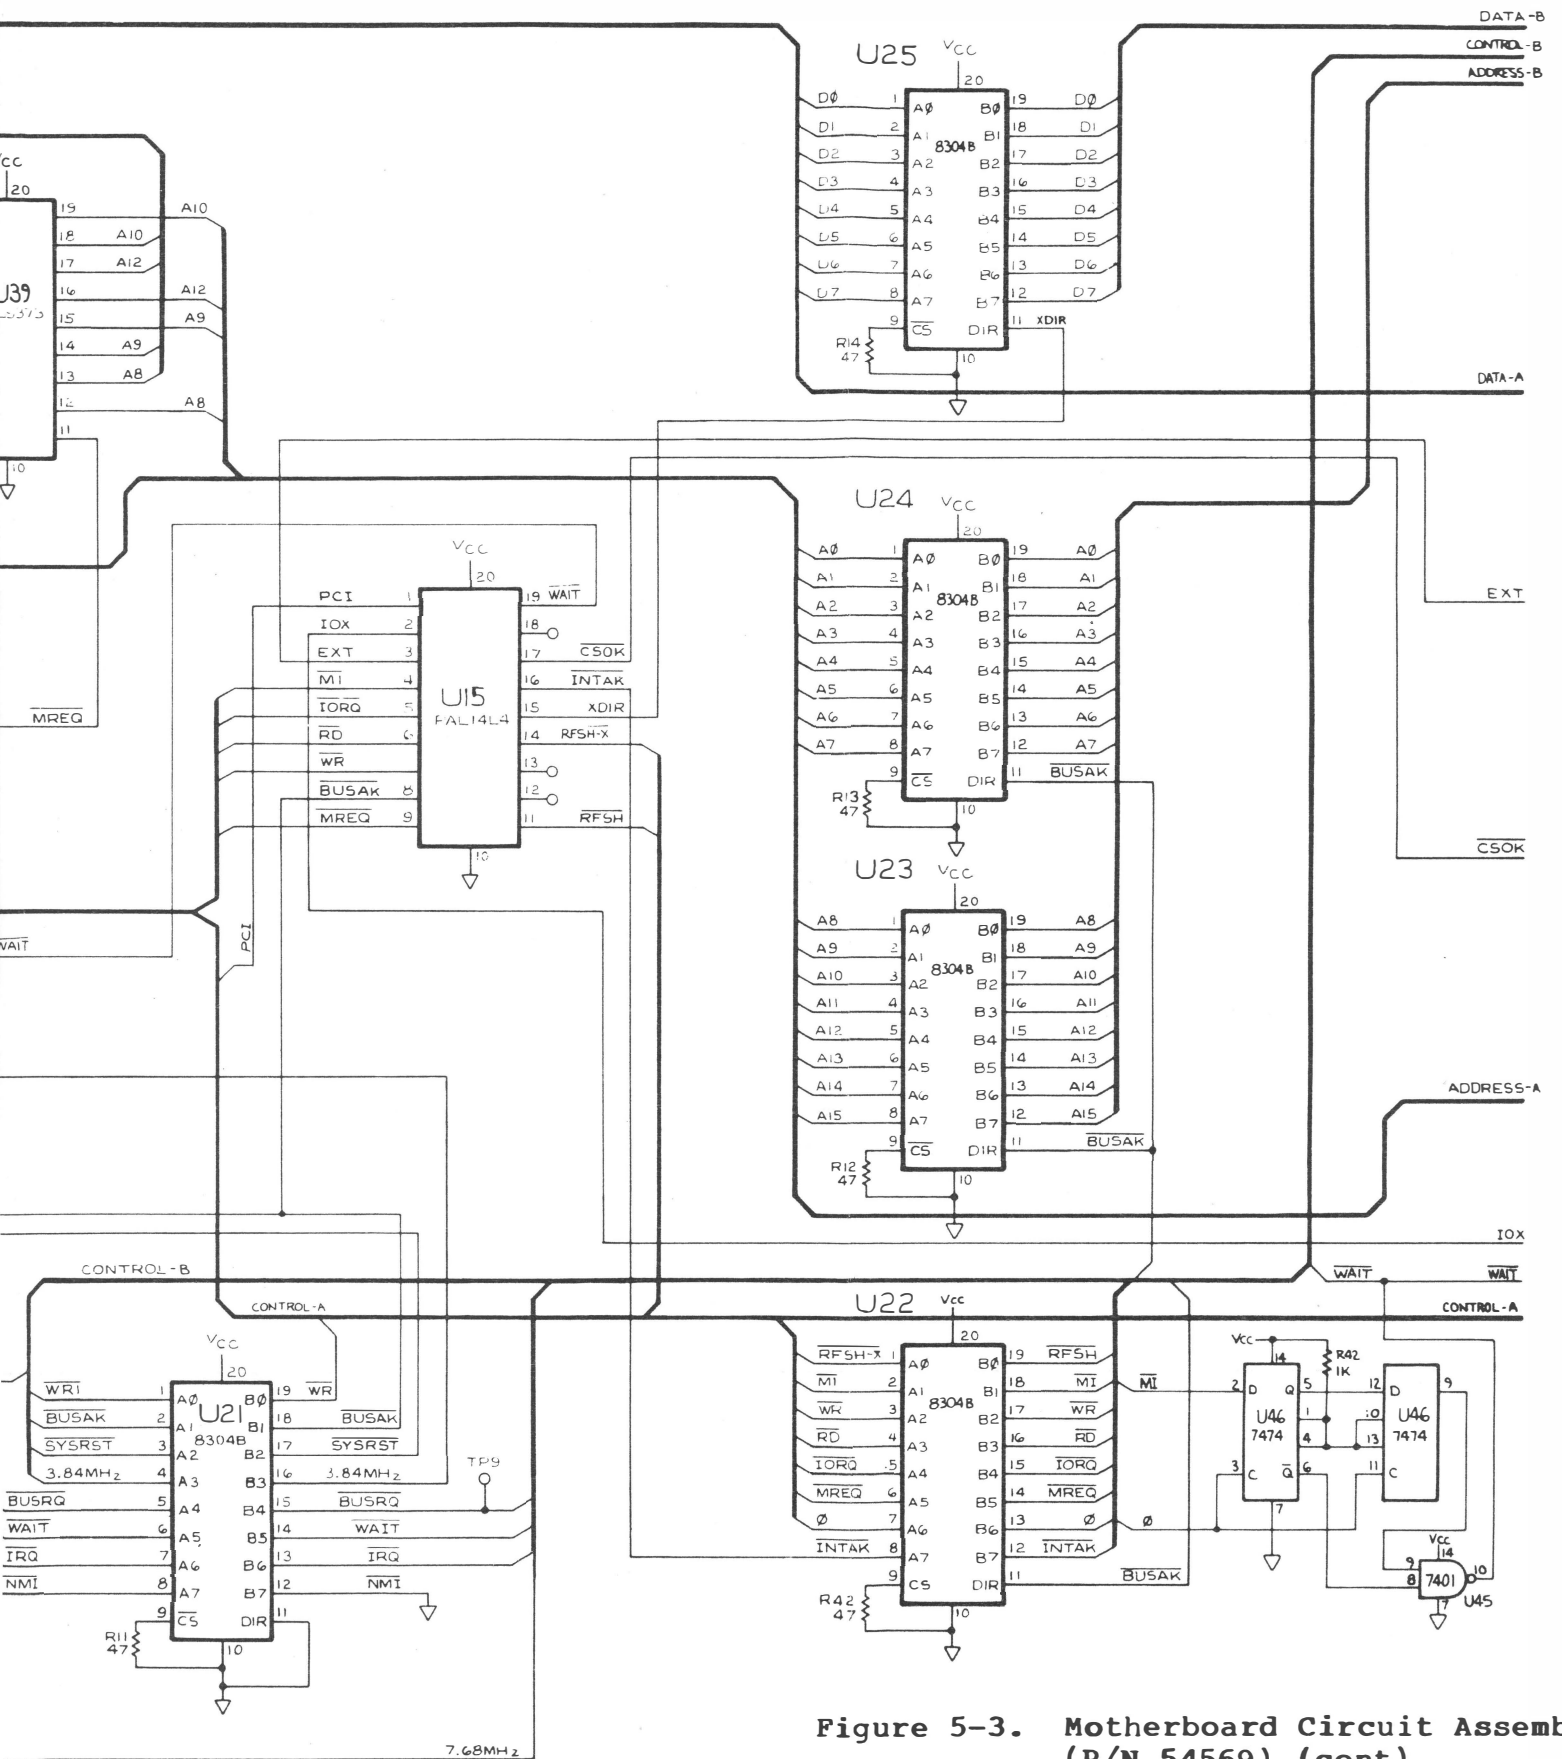 DATA-B
CONTROL-B
ADDRESS-B
U25
VCC
20
DØ 1 AØ BØ 19 DØ
D1 2 A1 B1 18 D1
8304B
D2 3 A2 B2 17 D2
D3 4 A3 B3 16 D3
D4 5 A4 B4 15 D4
D5 6 A5 B5 14 D5
D6 7 A6 B6 13 D6
D7 8 A7 B7 12 D7
9 CS DIR 11 XDIR
R14
47
10
DATA-A
VCC
20
19 A10
18 A10
17 A12
U39
16 A12
15 A9
14 A9
13 A8
12 A8
11
10
MREQ
WAIT
U24
VCC
20
AØ 1 AØ BØ 19 AØ
A1 2 A1 B1 18 A1
8304B
A2 3 A2 B2 17 A2
A3 4 A3 B3 16 A3
A4 5 A4 B4 15 A4
A5 6 A5 B5 14 A5
A6 7 A6 B6 13 A6
A7 8 A7 B7 12 A7
9 CS DIR 11 BUSAK
R13
47
10
EXT
CSOK
VCC
20
PCI 1 19 WAIT
IOX 2 18
EXT 3 17 CSOK
M1 4 16 INTAK
U15
IORQ 5 15 XDIR
PAL14L4
RD 6 14 RFSH-X
WR 13
BUSAK 8 12
MREQ 9 11 RFSH
10
PCI
U23
VCC
20
A8 1 AØ BØ 19 A8
A9 2 A1 B1 18 A9
8304B
A10 3 A2 B2 17 A10
A11 4 A3 B3 16 A11
A12 5 A4 B4 15 A12
A13 6 A5 B5 14 A13
A14 7 A6 B6 13 A14
A15 8 A7 B7 12 A15
9 CS DIR 11 BUSAK
R12
47
10
ADDRESS-A
IOX
CONTROL-B
WAIT
WAIT
CONTROL-A
CONTROL-A
VCC
20
WR1 1 AØ BØ 19 WR
U21
BUSAK 2 A1 B1 18 BUSAK
8304B
SYSRST 3 A2 B2 17 SYSRST
3.84MHz 4 A3 B3 16 3.84MHz
BUSRQ 5 A4 B4 15 BUSRQ
TP9
WAIT 6 A5 B5 14 WAIT
IRQ 7 A6 B6 13 IRQ
NMI 8 A7 B7 12 NMI
9 CS DIR 11
R11
47
10
7.68MHz
U22
VCC
20
RFSH-X 1 AØ BØ 19 RFSH
M1 2 A1 B1 18 M1
8304B
WR 3 A2 B2 17 WR
RD 4 A3 B3 16 RD
IORQ 5 A4 B4 15 IORQ
MREQ 6 A5 B5 14 MREQ
Ø 7 A6 B6 13 Ø
INTAK 8 A7 B7 12 INTAK
9 CS DIR 11 BUSAK
R42
47
10
VCC
14
R42
1K
M1 2 D Q 5 12 D 9
U46
7474
1
4
10
13
U46
7474
3 C Q 6 11 C
7
Ø
VCC
14
9
8
7401
10
7
U45
Figure 5-3. Motherboard Circuit Assemb
(P/N 54569) (cont)